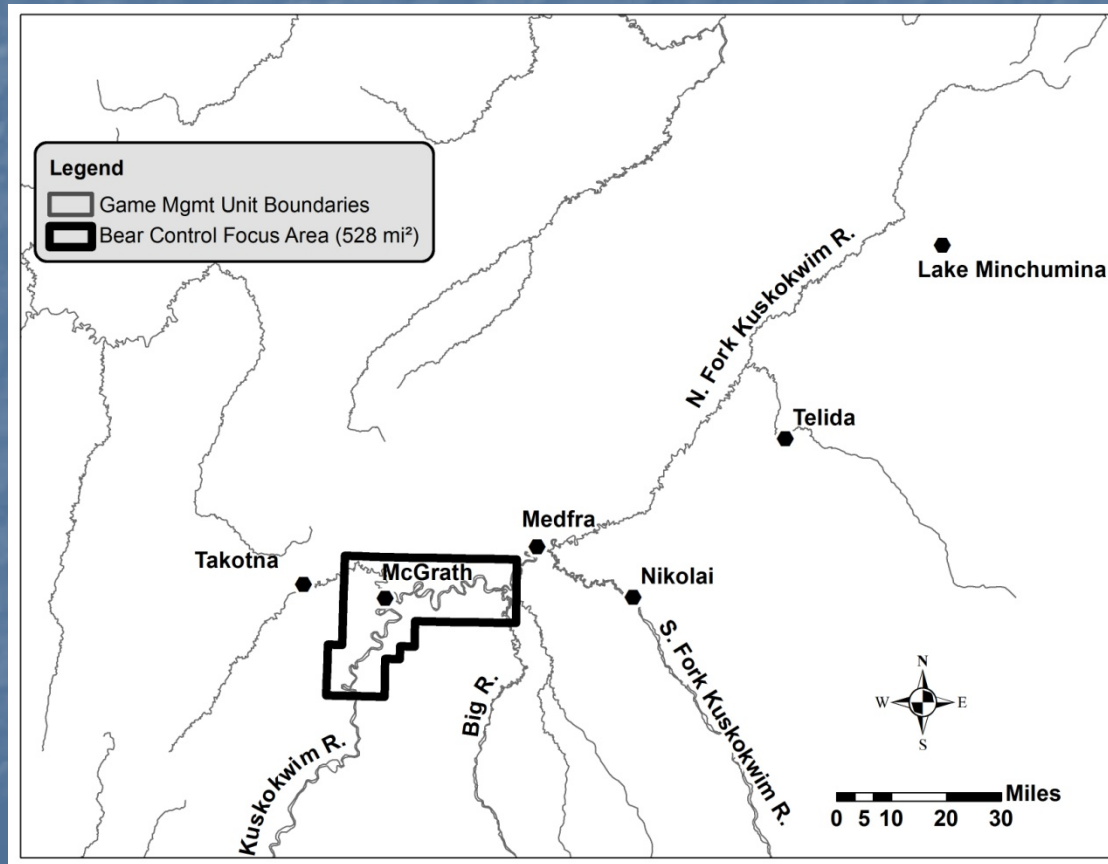 Legend
Game Mgmt Unit Boundaries
Bear Control Focus Area (528 mi²)
Lake Minchumina
N. Fork Kuskokwim R.
Telida
Medfra
Takotna
McGrath
Nikolai
S. Fork Kuskokwim R.
Big R.
Kuskokwim R.
N
W E
S
Miles
0 5 10 20 30